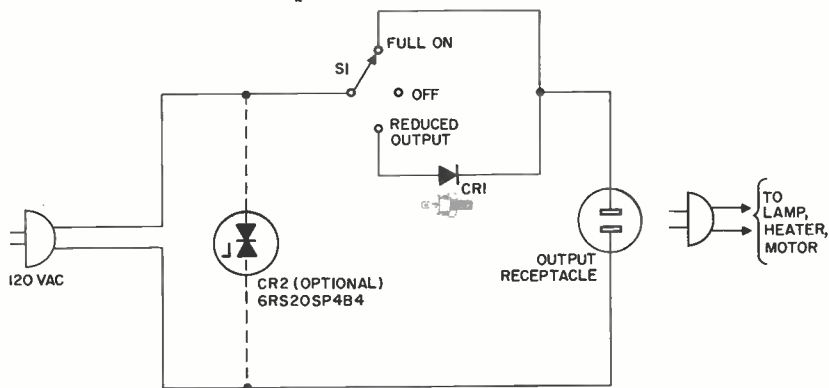 FULL ON
S1
OFF
REDUCED
OUTPUT
CR1
120 VAC
CR2 (OPTIONAL)
6RS20SP4B4
OUTPUT
RECEPTACLE
TO
LAMP,
HEATER,
MOTOR